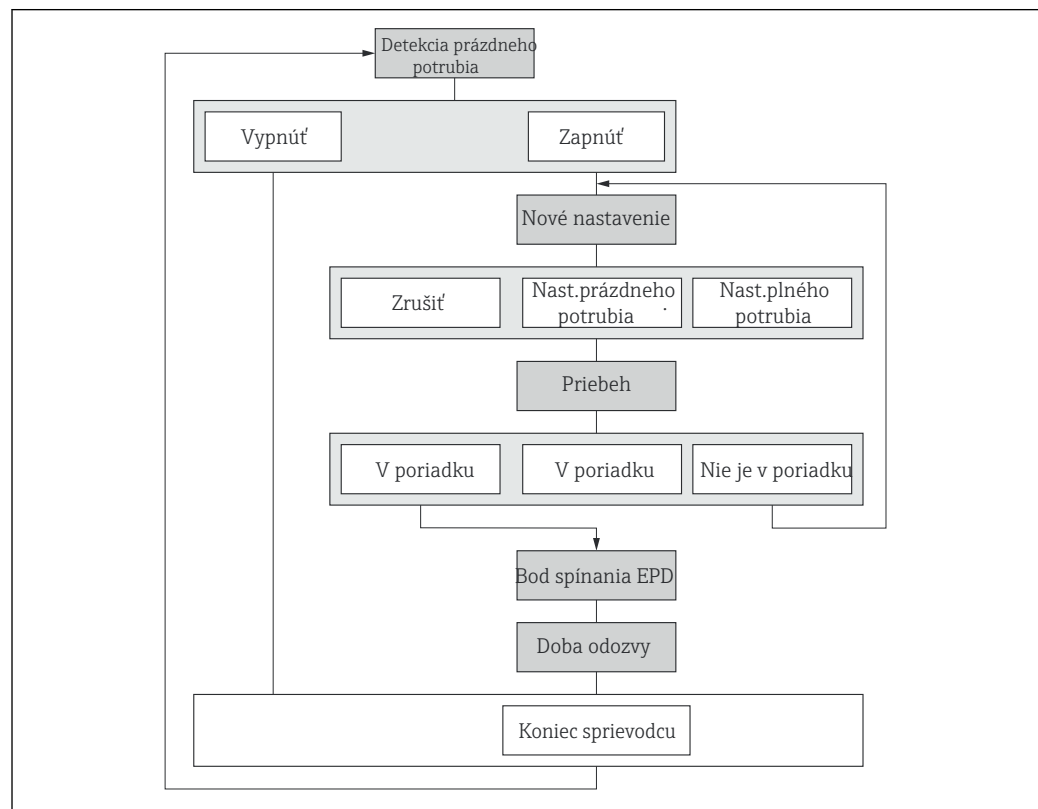 Detekcia prázdneho
potrubia
Vypnúť
Zapnúť
Nové nastavenie
Zrušiť
Nast.prázdneho
potrubia
Nast.plného
potrubia
Priebeh
V poriadku
V poriadku
Nie je v poriadku
Bod spínania EPD
Doba odozvy
Koniec sprievodcu